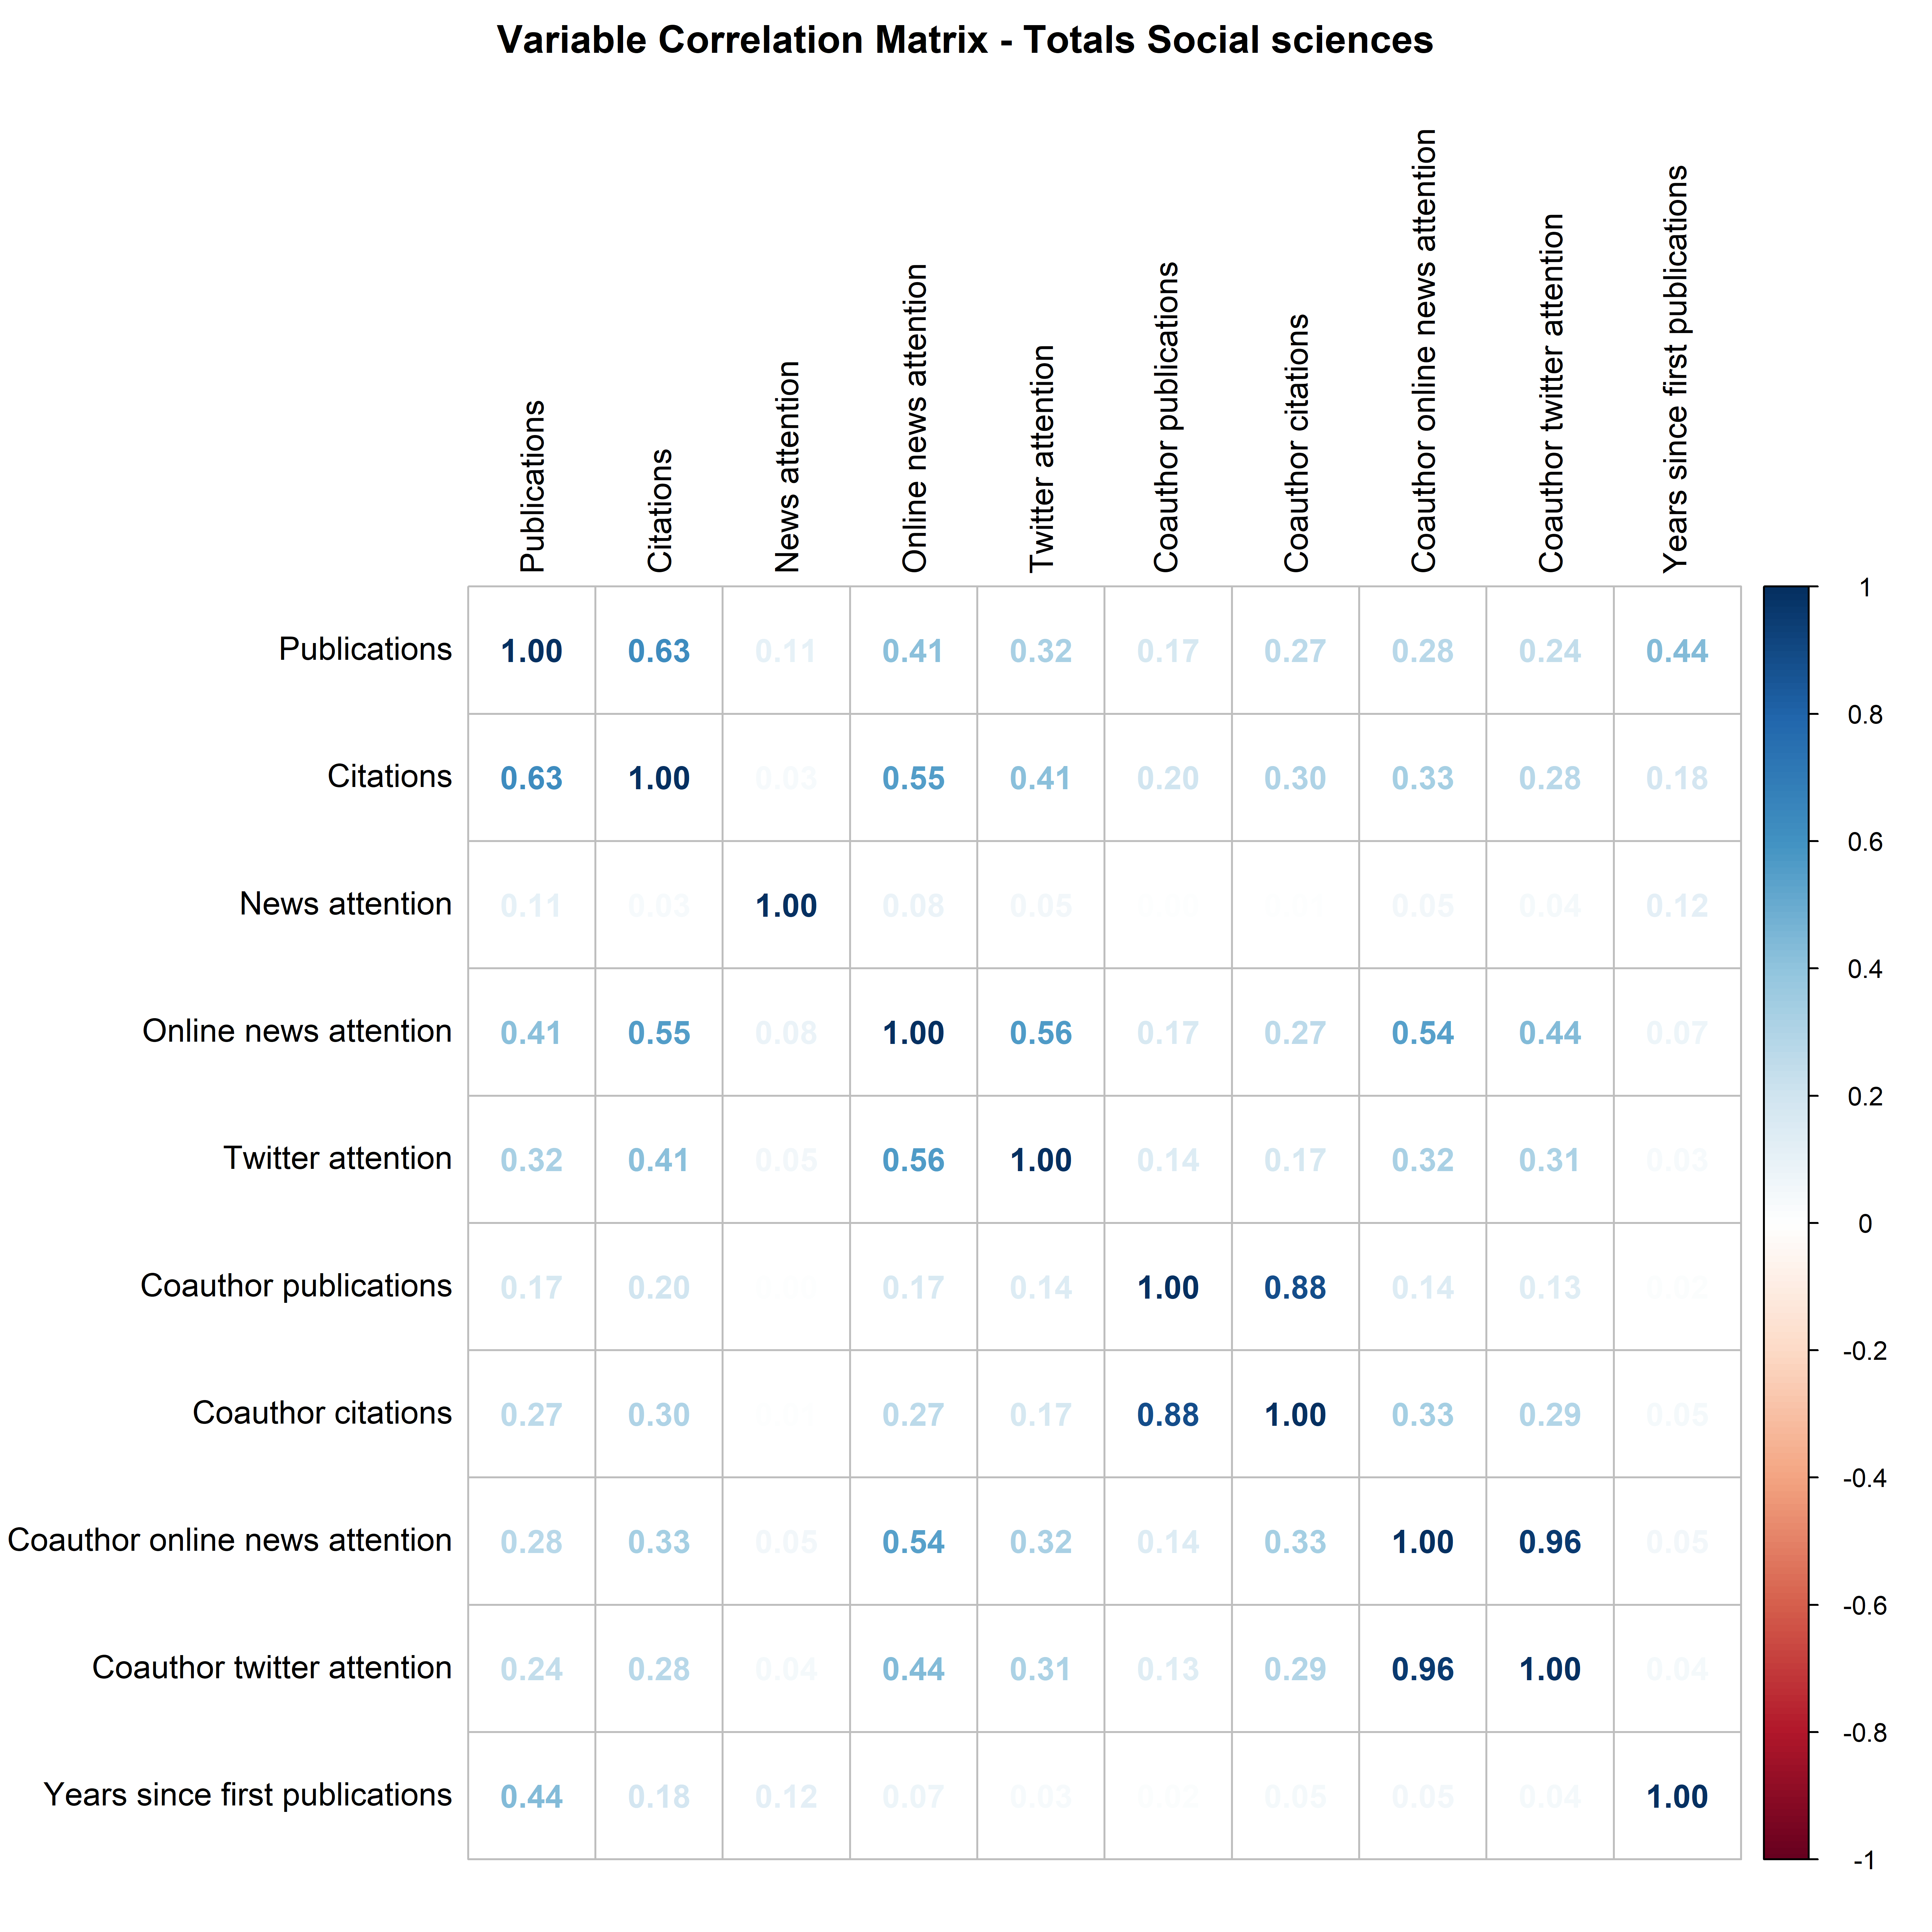 Variable Correlation Matrix - Totals Social sciences
Publications
Citations
News attention
Online news attention
Twitter attention
Coauthor publications
Coauthor citations
Coauthor online news attention
Coauthor twitter attention
Years since first publications
Publications 1.00 0.63 0.11 0.41 0.32 0.17 0.27 0.28 0.24 0.44
Citations 0.63 1.00 0.03 0.55 0.41 0.20 0.30 0.33 0.28 0.18
News attention 0.11 0.03 1.00 0.08 0.05 0.05 0.04 0.12
Online news attention 0.41 0.55 0.08 1.00 0.56 0.17 0.27 0.54 0.44 0.07
Twitter attention 0.32 0.41 0.05 0.56 1.00 0.14 0.17 0.32 0.31 0.03
Coauthor publications 0.17 0.20 0.17 0.14 1.00 0.88 0.14 0.13 0.02
Coauthor citations 0.27 0.30 0.27 0.17 0.88 1.00 0.33 0.29 0.05
Coauthor online news attention 0.28 0.33 0.05 0.54 0.32 0.14 0.33 1.00 0.96 0.05
Coauthor twitter attention 0.24 0.28 0.04 0.44 0.31 0.13 0.29 0.96 1.00 0.04
Years since first publications 0.44 0.18 0.12 0.07 0.03 0.02 0.05 0.05 0.04 1.00
1
0.8
0.6
0.4
0.2
0
-0.2
-0.4
-0.6
-0.8
-1